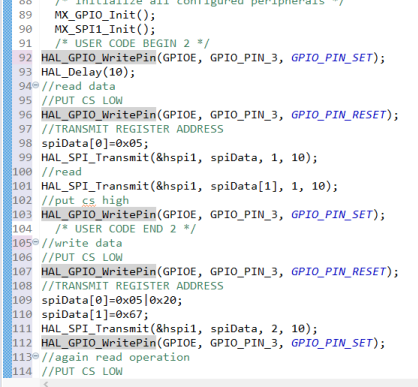 88 /* Initialize all configured peripherals */
89 MX_GPIO_Init();
90 MX_SPI1_Init();
91 /* USER CODE BEGIN 2 */
92 HAL_GPIO_WritePin(GPIOE, GPIO_PIN_3, GPIO_PIN_SET);
93 HAL_Delay(10);
94 //read data
95 //PUT CS LOW
96 HAL_GPIO_WritePin(GPIOE, GPIO_PIN_3, GPIO_PIN_RESET);
97 //TRANSMIT REGISTER ADDRESS
98 spiData[0]=0x05;
99 HAL_SPI_Transmit(&hspi1, spiData, 1, 10);
100 //read
101 HAL_SPI_Transmit(&hspi1, spiData[1], 1, 10);
102 //put cs high
103 HAL_GPIO_WritePin(GPIOE, GPIO_PIN_3, GPIO_PIN_SET);
104 /* USER CODE END 2 */
105 //write data
106 //PUT CS LOW
107 HAL_GPIO_WritePin(GPIOE, GPIO_PIN_3, GPIO_PIN_RESET);
108 //TRANSMIT REGISTER ADDRESS
109 spiData[0]=0x05|0x20;
110 spiData[1]=0x67;
111 HAL_SPI_Transmit(&hspi1, spiData, 2, 10);
112 HAL_GPIO_WritePin(GPIOE, GPIO_PIN_3, GPIO_PIN_SET);
113 //again read operation
114 //PUT CS LOW